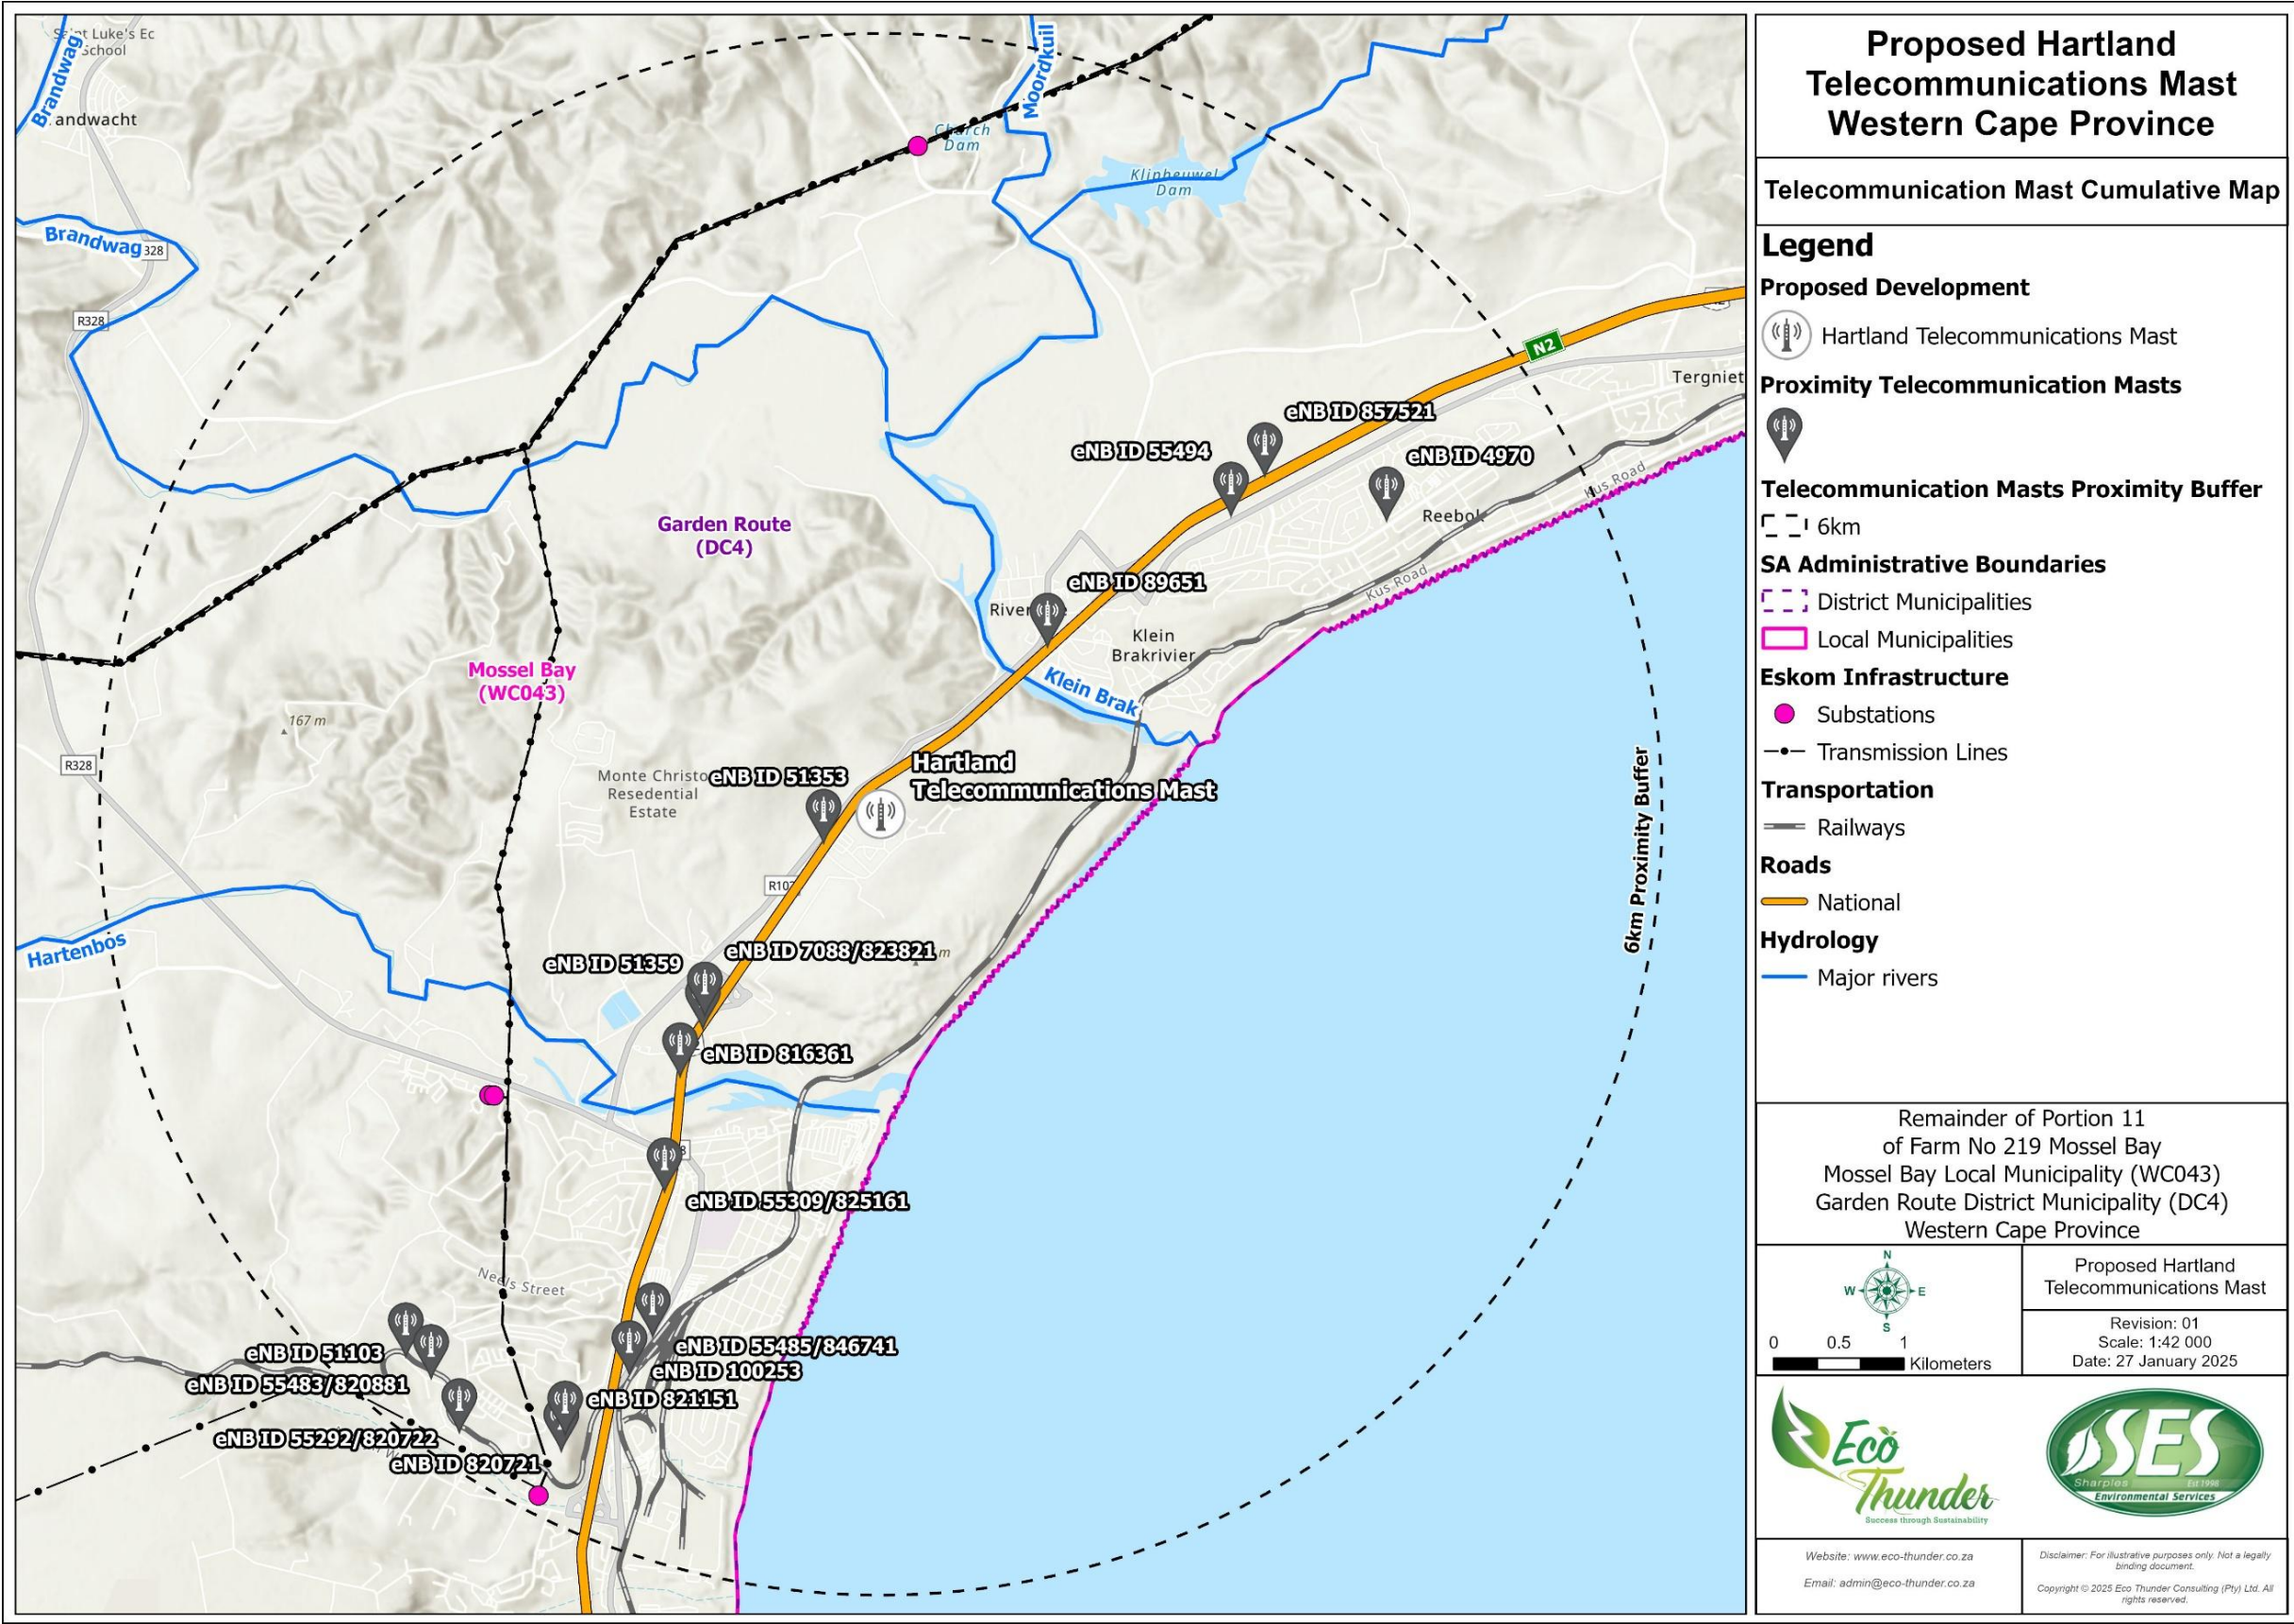 Proposed Hartland
Telecommunications Mast
Western Cape Province
Telecommunication Mast Cumulative Map
Legend
Proposed Development
Hartland Telecommunications Mast
Proximity Telecommunication Masts
Telecommunication Masts Proximity Buffer
6km
SA Administrative Boundaries
District Municipalities
Local Municipalities
Eskom Infrastructure
Substations
Transmission Lines
Transportation
Railways
Roads
National
Hydrology
Major rivers
Remainder of Portion 11
of Farm No 219 Mossel Bay
Mossel Bay Local Municipality (WC043)
Garden Route District Municipality (DC4)
Western Cape Province
N
W E
S
0 0.5 1
Kilometers
Proposed Hartland
Telecommunications Mast
Revision: 01
Scale: 1:42 000
Date: 27 January 2025
Eco
Thunder
Success through Sustainability
SES
Sharples Est 1998
Environmental Services
Website: www.eco-thunder.co.za
Email: admin@eco-thunder.co.za
Disclaimer: For illustrative purposes only. Not a legally
binding document.
Copyright © 2025 Eco Thunder Consulting (Pty) Ltd. All
rights reserved.
Luke's Ec
School
Brandwag
andwacht
Moordkuil
Church
Dam
Klipheuwel
Dam
Brandwag
328
R328
N2
Tergniet
eNB ID 857521
eNB ID 55494
eNB ID 4970
Kus Road
Reebok
Garden Route
(DC4)
Kus Road
eNB ID 89651
River
Klein
Brakrivier
Mossel Bay
(WC043)
Klein Brak
167 m
R328
Hartland
Telecommunications Mast
Monte Christo
Resedential
Estate
eNB ID 51353
6km Proximity Buffer
R102
Hartenbos
eNB ID 7088/823821
m
eNB ID 51359
eNB ID 816361
eNB ID 55309/825161
Neels Street
eNB ID 55485/846741
eNB ID 51103
eNB ID 100253
eNB ID 55483/820881
eNB ID 821151
eNB ID 55292/820722
eNB ID 820721